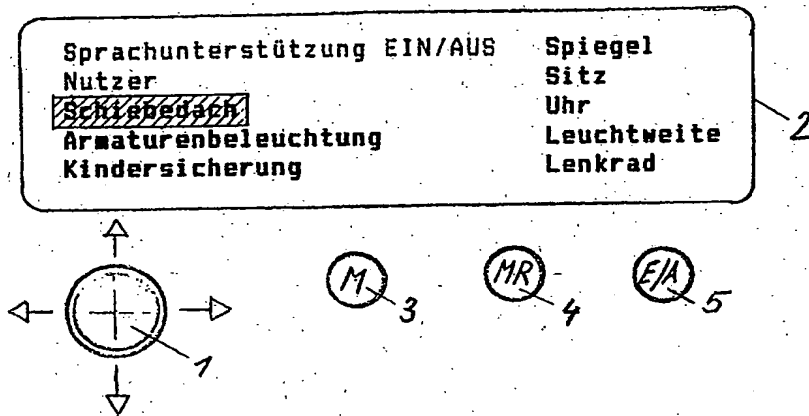 Sprachunterstützung EIN/AUS Spiegel
Nutzer Sitz
Schiebedach Uhr
Armaturenbeleuchtung Leuchtweite
Kindersicherung Lenkrad
2
M MR E/A
3 4 5
1